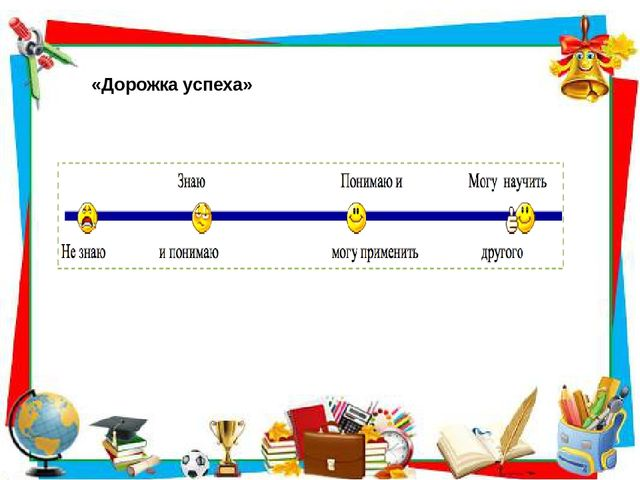 «Дорожка успеха»
Знаю Понимаю и Могу научить
Не знаю и понимаю могу применить другого